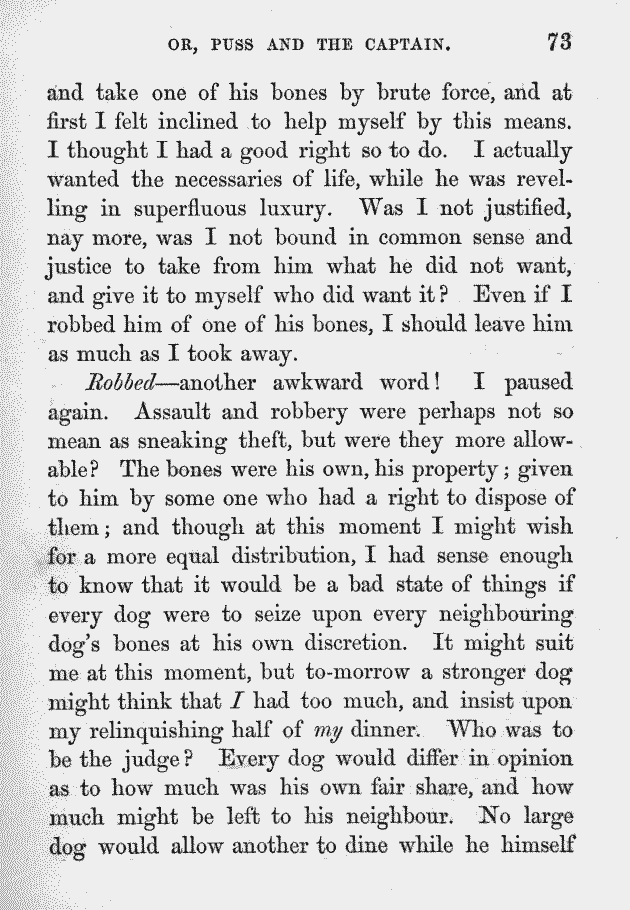 OR, PUSS AND THE CAPTAIN. 73
and take one of his bones by brute force, and at
first I felt inclined to help myself by this means.
I thought I had a good right so to do. I actually
wanted the necessaries of life, while he was revel-
ling in superfluous luxury. Was I not justified,
nay more, was I not bound in common sense and
justice to take from him what he did not want,
and give it to myself who did want it? Even if I
robbed him of one of his bones, I should leave him
as much as I took away.
Robbed—another awkward word! I paused
again. Assault and robbery were perhaps not so
mean as sneaking theft, but were they more allow-
able? The bones were his own, his property; given
to him by some one who had a right to dispose of
them; and though at this moment I might wish
for a more equal distribution, I had sense enough
to know that it would be a bad state of things if
every dog were to seize upon every neighbouring
dog's bones at his own discretion. It might suit
me at this moment, but to-morrow a stronger dog
might think that I had too much, and insist upon
my relinquishing half of my dinner. Who was to
be the judge? Every dog would differ in opinion
as to how much was his own fair share, and how
much might be left to his neighbour. No large
dog would allow another to dine while he himself